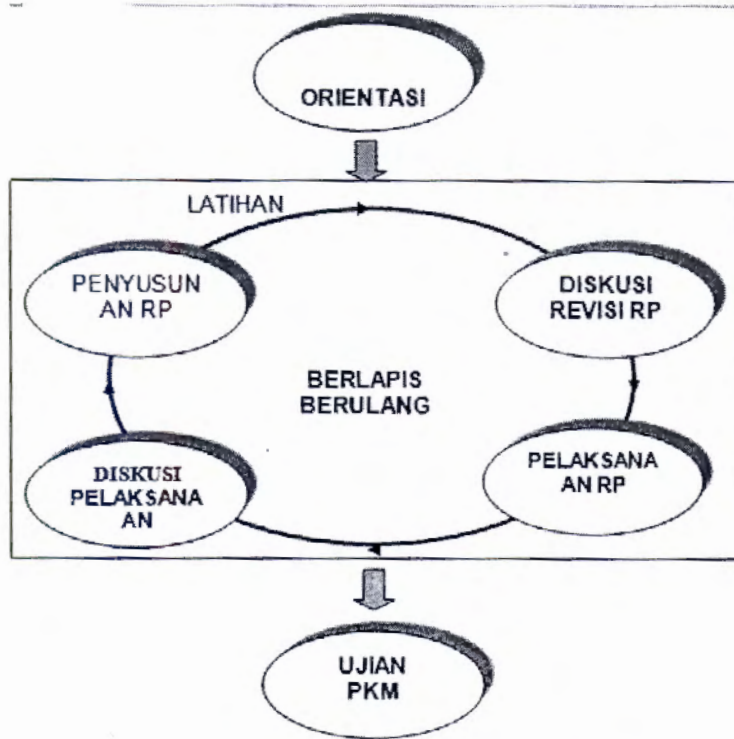 ORIENTASI
LATIHAN
PENYUSUN
AN RP
DISKUSI
REVISI RP
BERLAPIS
BERULANG
DISKUSI
PELAKSANA
AN
PELAKSANA
AN RP
UJIAN
PKM